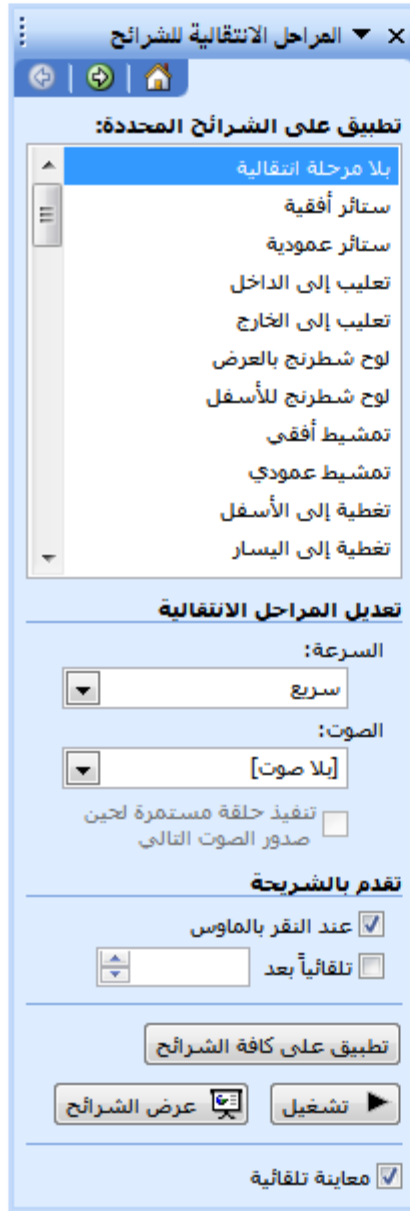 المراحل الانتقالية للشرائح
تطبيق على الشرائح المحددة:
بلا مرحلة انتقالية
ستائر أفقية
ستائر عمودية
تعليب إلى الداخل
تعليب إلى الخارج
لوح شطرنج بالعرض
لوح شطرنج للأسفل
تمشيط أفقي
تمشيط عمودي
تغطية إلى الأسفل
تغطية إلى اليسار
تعديل المراحل الانتقالية
السرعة:
سريع
الصوت:
[بلا صوت]
تنفيذ حلقة مستمرة لحين
صدور الصوت التالي
تقدم بالشريحة
عند النقر بالماوس
تلقائياً بعد
تطبيق على كافة الشرائح
تشغيل عرض الشرائح
معاينة تلقائية